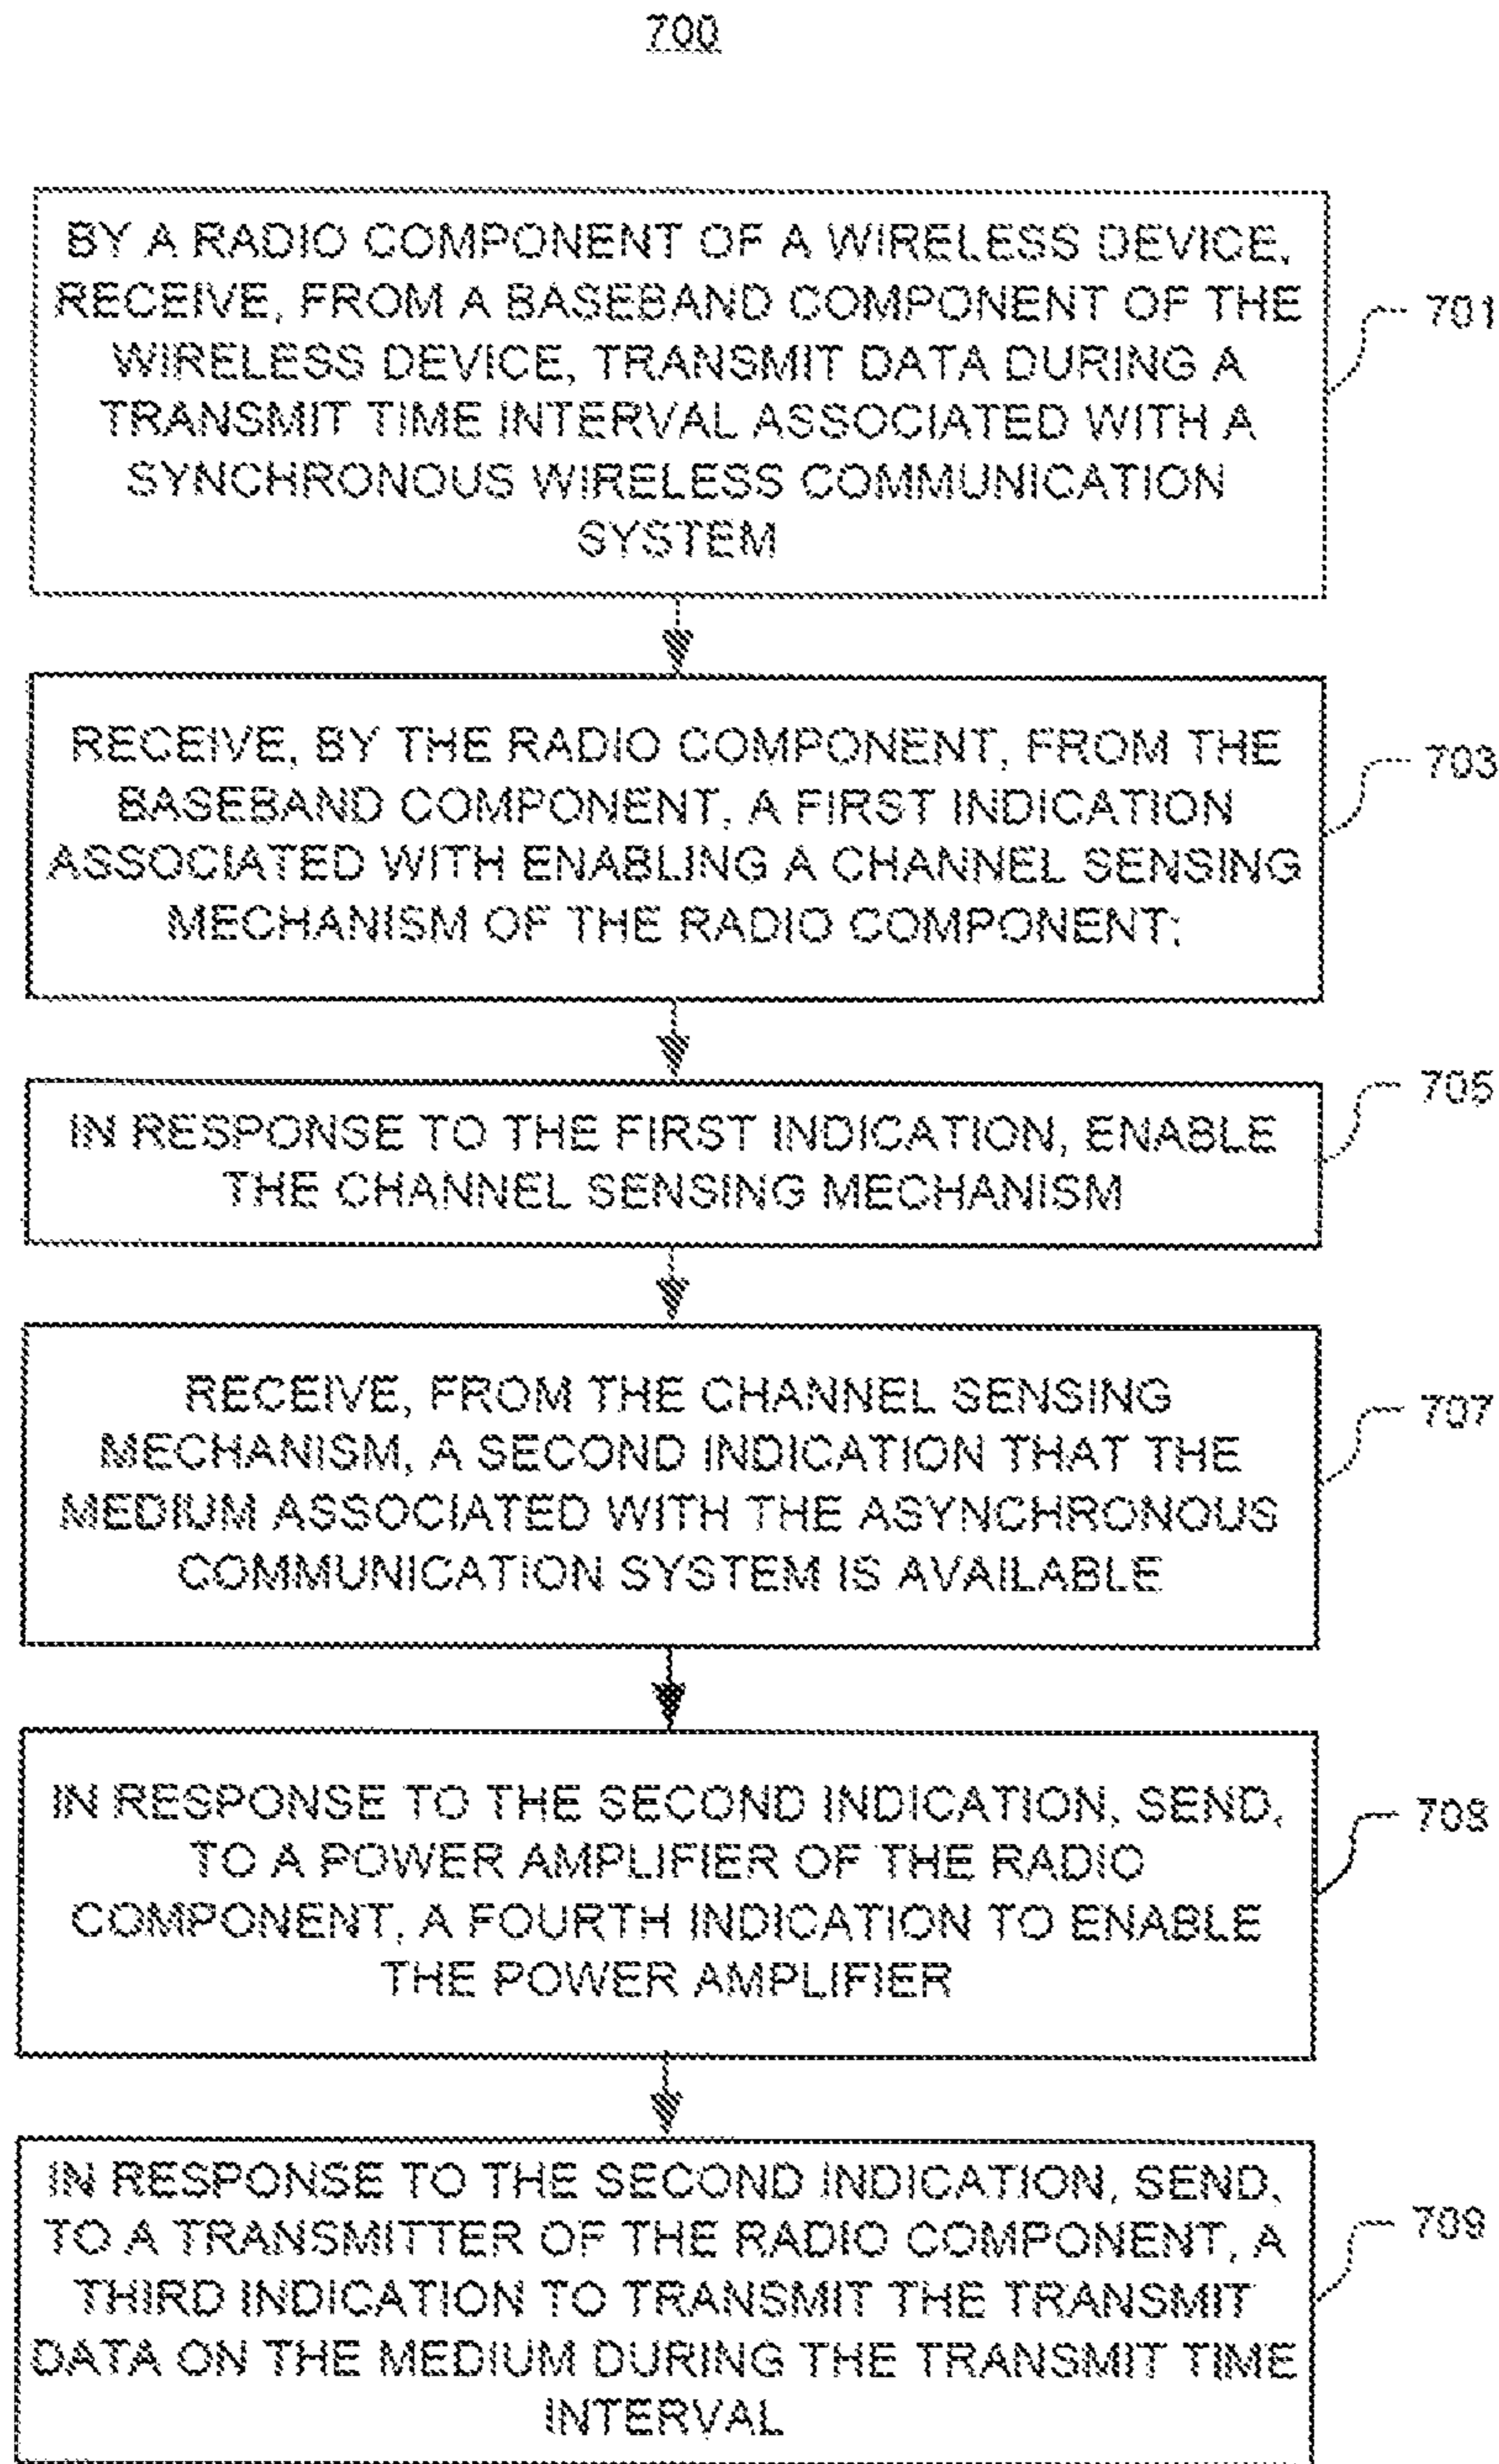 700
BY A RADIO COMPONENT OF A WIRELESS DEVICE,
RECEIVE, FROM A BASEBAND COMPONENT OF THE
WIRELESS DEVICE, TRANSMIT DATA DURING A
TRANSMIT TIME INTERVAL ASSOCIATED WITH A
SYNCHRONOUS WIRELESS COMMUNICATION
SYSTEM
701
RECEIVE, BY THE RADIO COMPONENT, FROM THE
BASEBAND COMPONENT, A FIRST INDICATION
ASSOCIATED WITH ENABLING A CHANNEL SENSING
MECHANISM OF THE RADIO COMPONENT;
703
IN RESPONSE TO THE FIRST INDICATION, ENABLE
THE CHANNEL SENSING MECHANISM
705
RECEIVE, FROM THE CHANNEL SENSING
MECHANISM, A SECOND INDICATION THAT THE
MEDIUM ASSOCIATED WITH THE ASYNCHRONOUS
COMMUNICATION SYSTEM IS AVAILABLE
707
IN RESPONSE TO THE SECOND INDICATION, SEND,
TO A POWER AMPLIFIER OF THE RADIO
COMPONENT, A FOURTH INDICATION TO ENABLE
THE POWER AMPLIFIER
708
IN RESPONSE TO THE SECOND INDICATION, SEND,
TO A TRANSMITTER OF THE RADIO COMPONENT, A
THIRD INDICATION TO TRANSMIT THE TRANSMIT
DATA ON THE MEDIUM DURING THE TRANSMIT TIME
INTERVAL
709